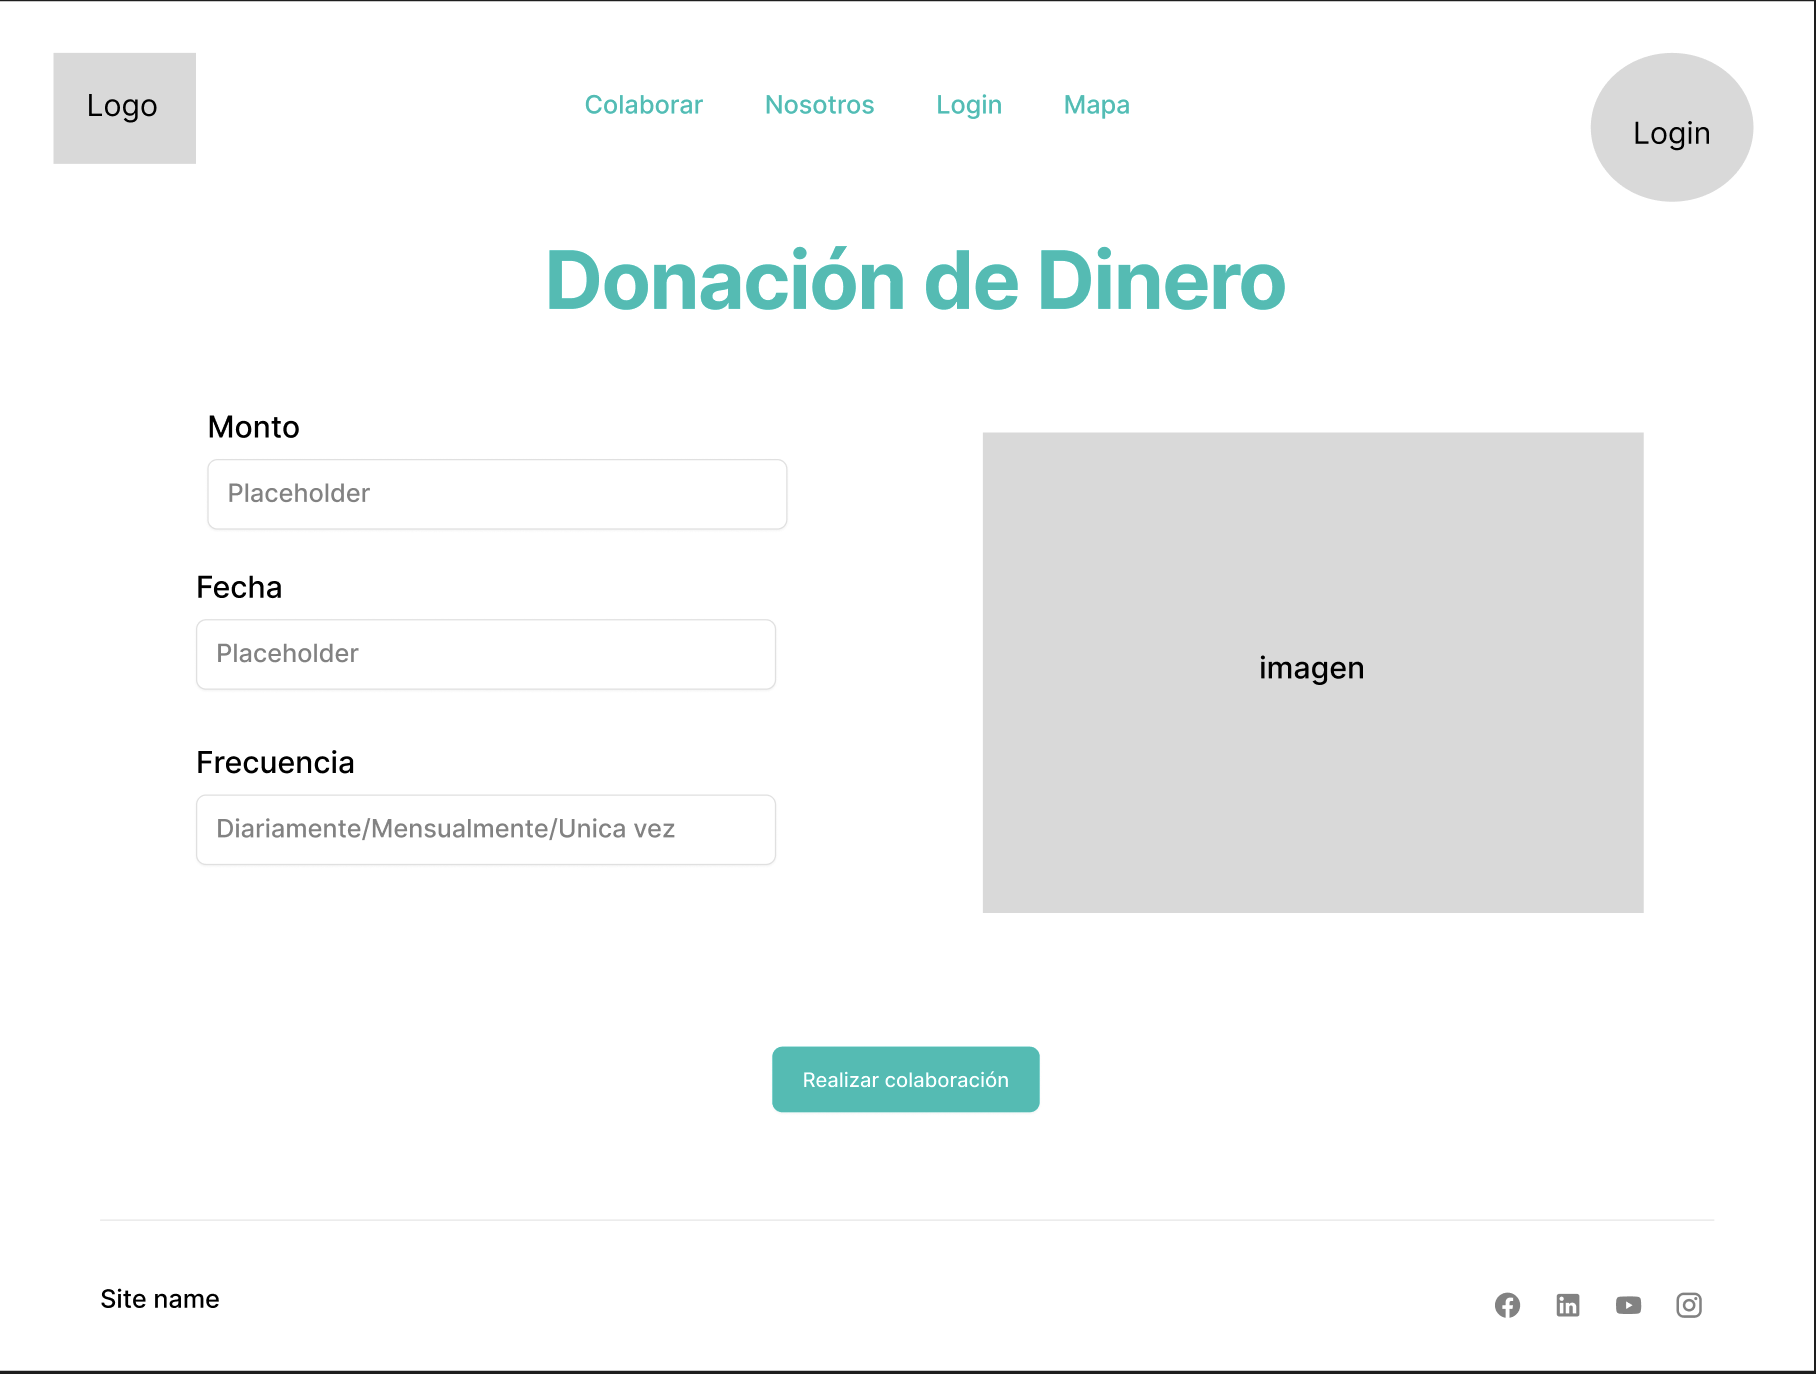 Logo
Colaborar Nosotros Login Mapa
Login
Donación de Dinero
Monto
Placeholder
Fecha
Placeholder
Frecuencia
Diariamente/Mensualmente/Unica vez
imagen
Realizar colaboración
Site name